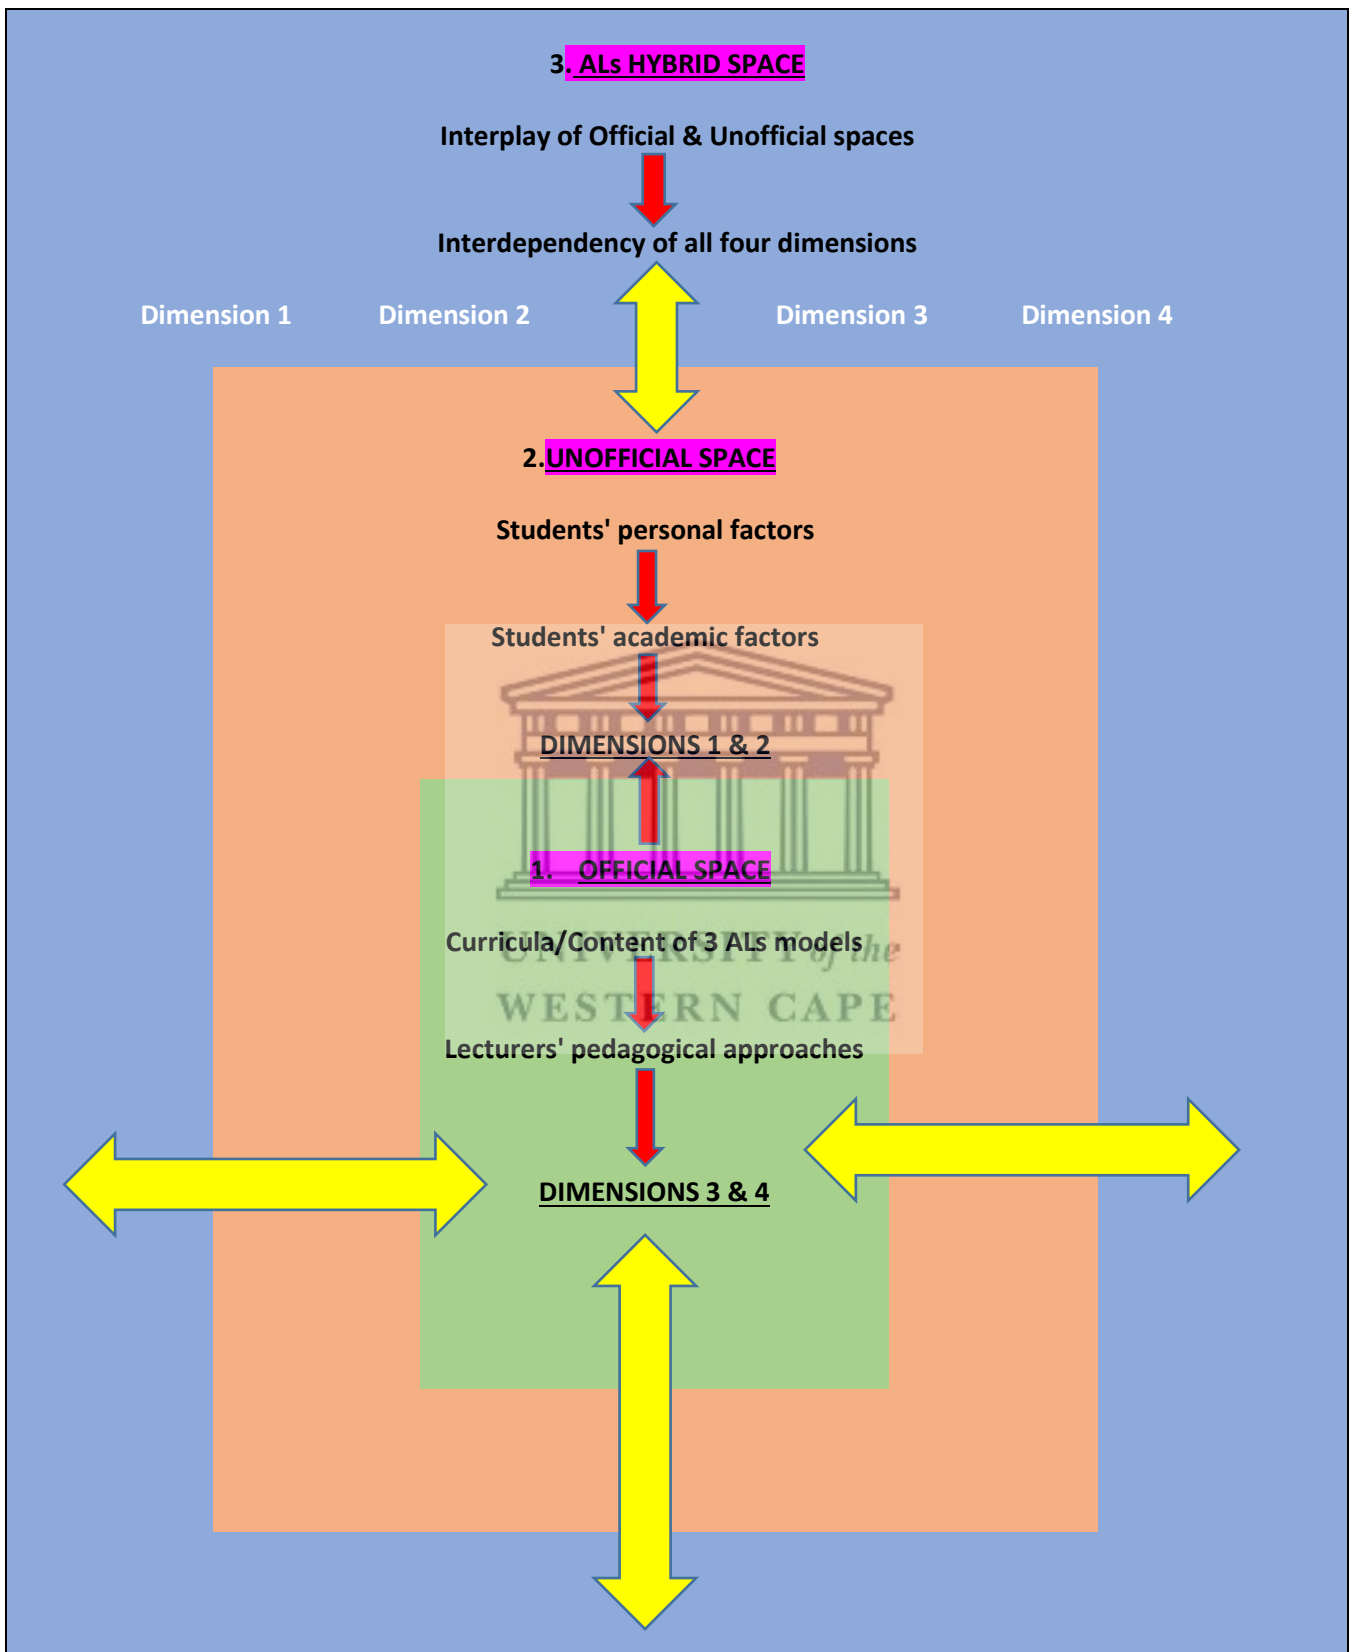 3. ALs HYBRID SPACE
Interplay of Official & Unofficial spaces
Interdependency of all four dimensions
Dimension 1 Dimension 2 Dimension 3 Dimension 4
2.UNOFFICIAL SPACE
Students' personal factors
Students' academic factors
DIMENSIONS 1 & 2
1. OFFICIAL SPACE
Curricula/Content of 3 ALs models
UNIVERSITY of the
WESTERN CAPE
Lecturers' pedagogical approaches
DIMENSIONS 3 & 4